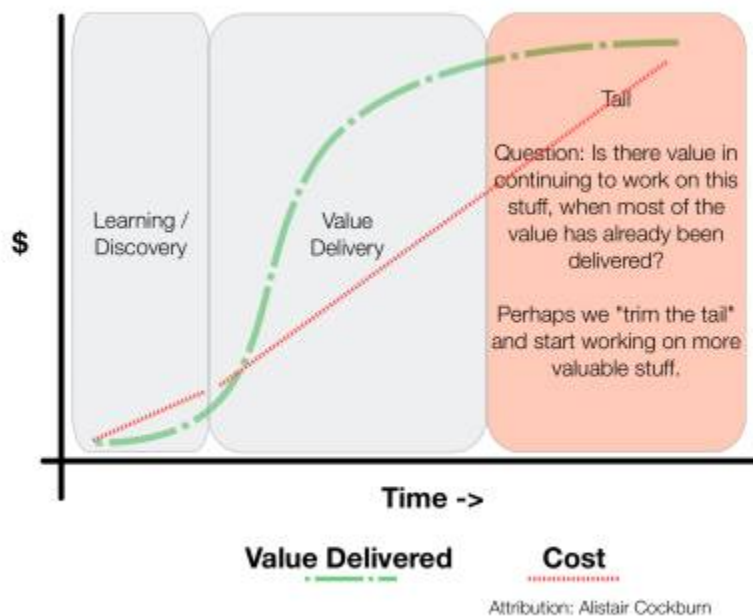 $
Learning /
Discovery
Value
Delivery
Tail
Question: Is there value in
continuing to work on this
stuff, when most of the
value has already been
delivered?
Perhaps we "trim the tail"
and start working on more
valuable stuff.
Time ->
Value Delivered
Cost
Attribution: Alistair Cockburn